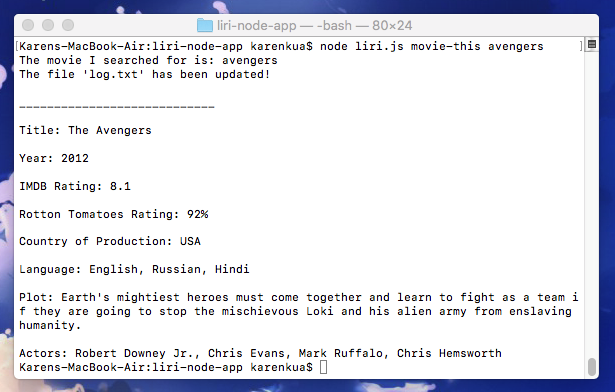 liri-node-app — -bash — 80×24
[Karens-MacBook-Air:liri-node-app karenkua$ node liri.js movie-this avengers ]
The movie I searched for is: avengers
The file 'log.txt' has been updated!
____________________________
Title: The Avengers
Year: 2012
IMDB Rating: 8.1
Rotton Tomatoes Rating: 92%
Country of Production: USA
Language: English, Russian, Hindi
Plot: Earth's mightiest heroes must come together and learn to fight as a team i
f they are going to stop the mischievous Loki and his alien army from enslaving
humanity.
Actors: Robert Downey Jr., Chris Evans, Mark Ruffalo, Chris Hemsworth
Karens-MacBook-Air:liri-node-app karenkua$